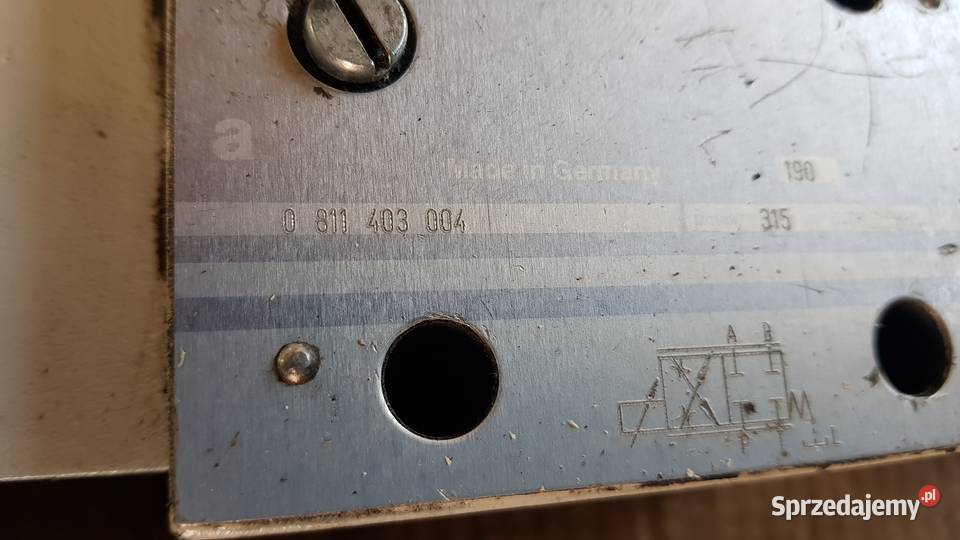 a
made in Germany
190
0 811 403 004
315
A B
P
L
Sprzedajemy.pl